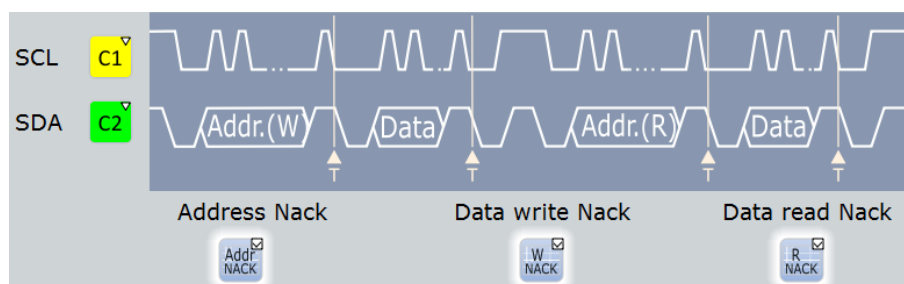 SCL C1
SDA C2 Addr.(W) Data Addr.(R) Data
T T T T
Address Nack Data write Nack Data read Nack
Addr NACK W NACK R NACK